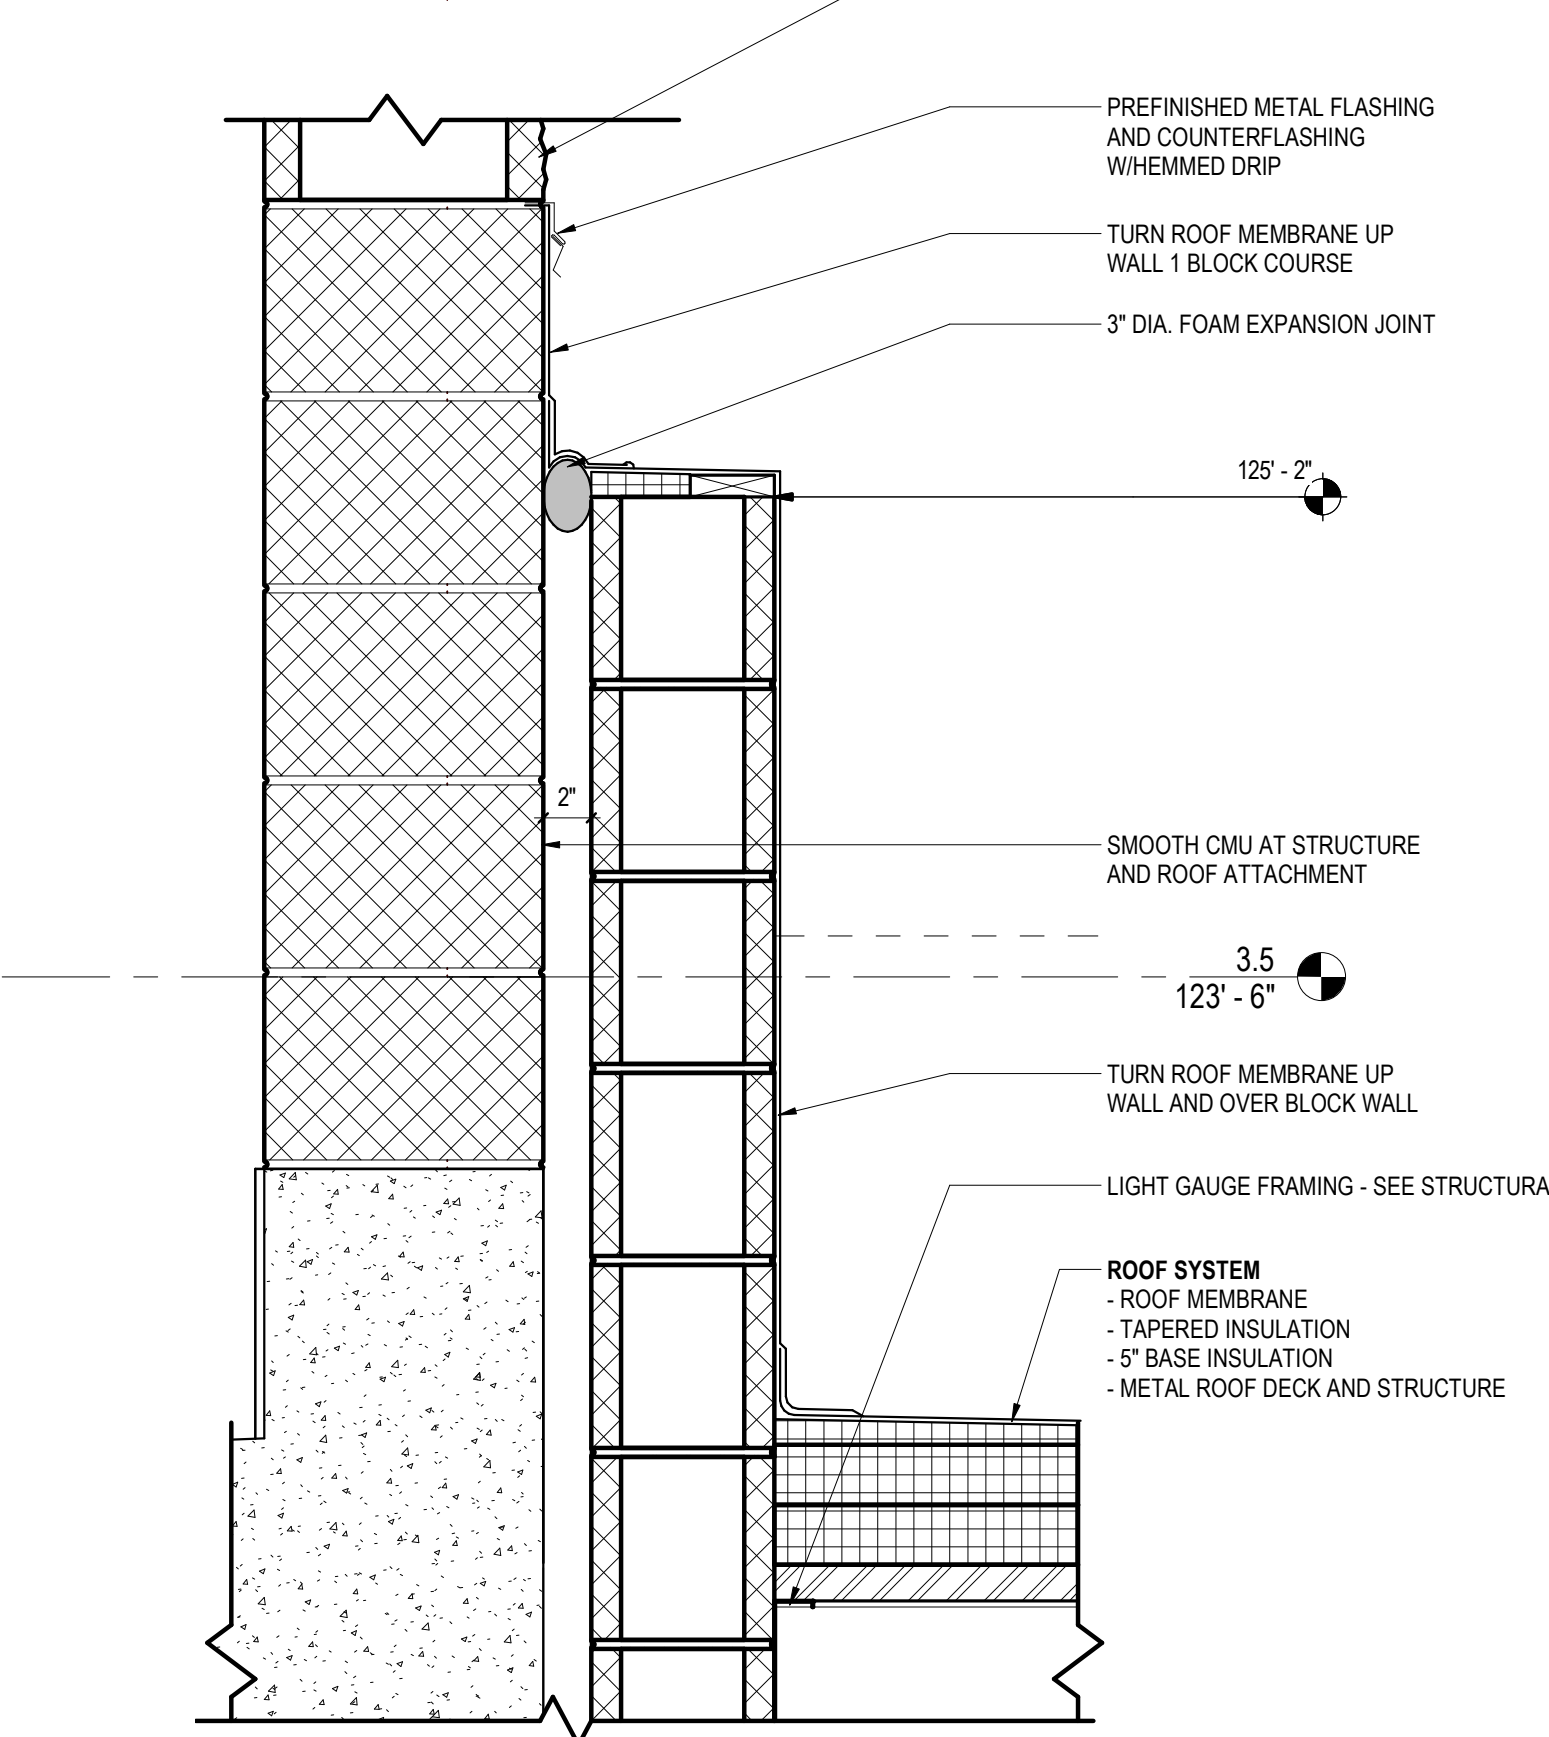 PREFINISHED METAL FLASHING
AND COUNTERFLASHING
W/HEMMED DRIP
TURN ROOF MEMBRANE UP
WALL 1 BLOCK COURSE
3" DIA. FOAM EXPANSION JOINT
125' - 2"
2"
SMOOTH CMU AT STRUCTURE
AND ROOF ATTACHMENT
3.5
123' - 6"
TURN ROOF MEMBRANE UP
WALL AND OVER BLOCK WALL
LIGHT GAUGE FRAMING - SEE STRUCTURA
ROOF SYSTEM
- ROOF MEMBRANE
- TAPERED INSULATION
- 5" BASE INSULATION
- METAL ROOF DECK AND STRUCTURE